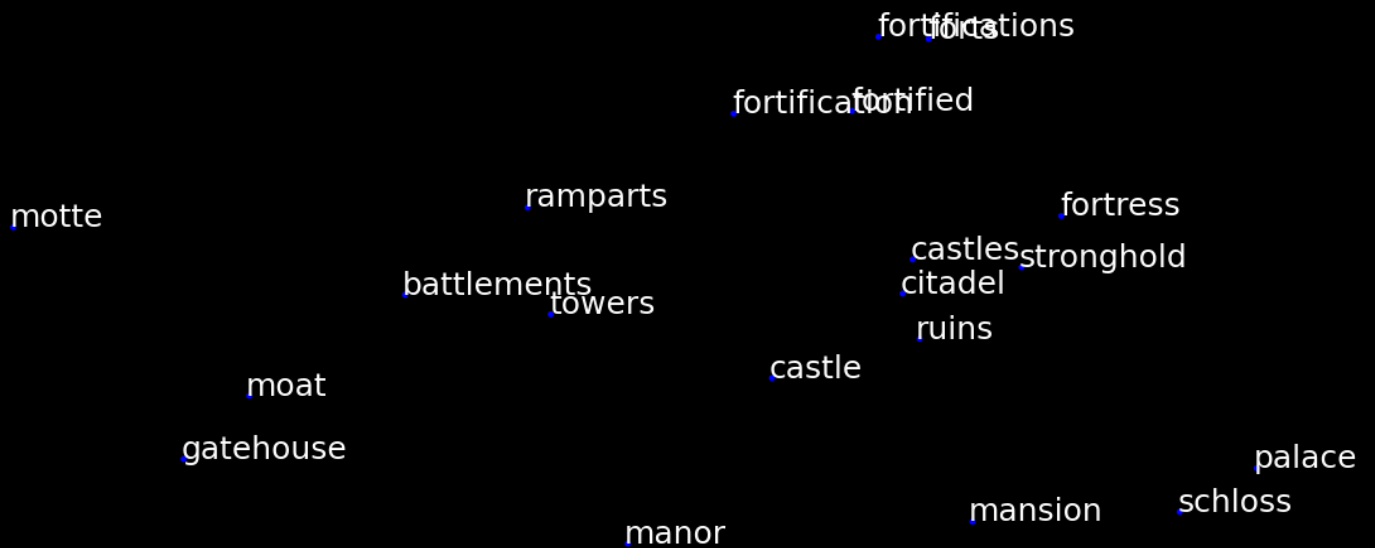 fortifications
forts
fortification
fortified
ramparts
fortress
motte
castles
stronghold
battlements
citadel
towers
ruins
castle
moat
gatehouse
palace
schloss
mansion
manor